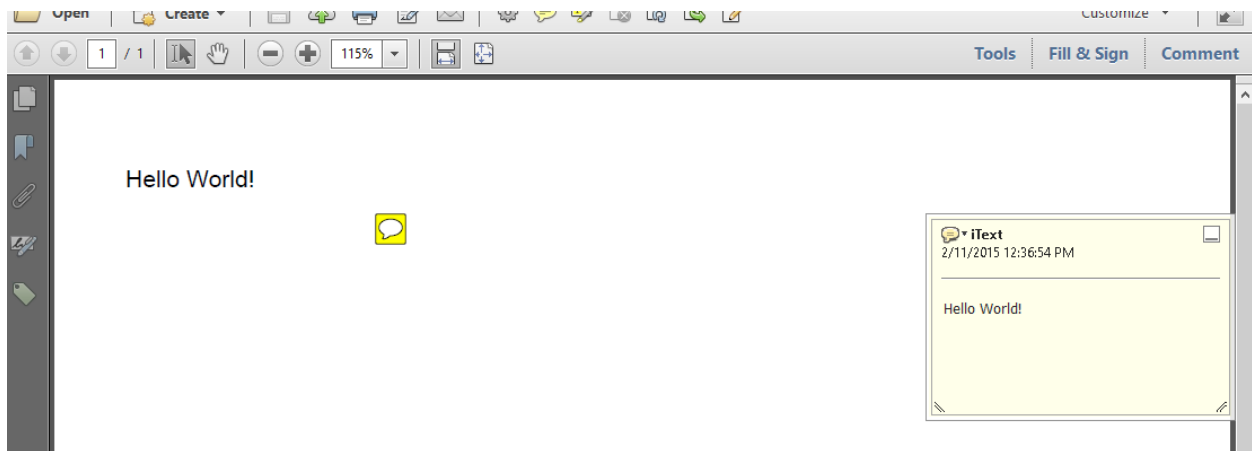 Open Create Customize
1 / 1 115% Tools Fill & Sign Comment
Hello World!
iText
2/11/2015 12:36:54 PM
Hello World!